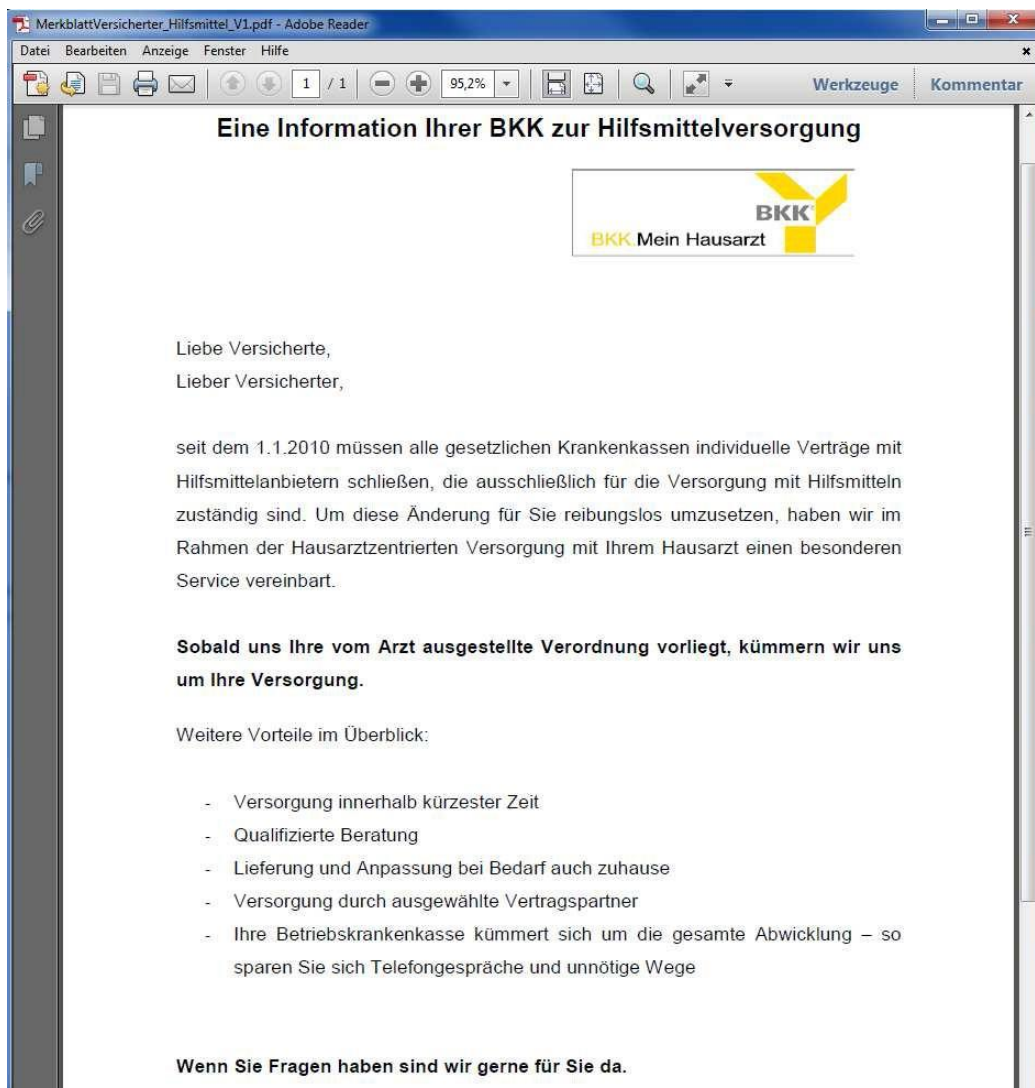 MerkblattVersicherter_Hilfsmittel_V1.pdf - Adobe Reader
Datei Bearbeiten Anzeige Fenster Hilfe
1 / 1 95,2% Werkzeuge Kommentar
Eine Information Ihrer BKK zur Hilfsmittelversorgung
BKK
BKK.Mein Hausarzt
Liebe Versicherte,
Lieber Versicherter,
seit dem 1.1.2010 müssen alle gesetzlichen Krankenkassen individuelle Verträge mit
Hilfsmittelanbietern schließen, die ausschließlich für die Versorgung mit Hilfsmitteln
zuständig sind. Um diese Änderung für Sie reibungslos umzusetzen, haben wir im
Rahmen der Hausarztzentrierten Versorgung mit Ihrem Hausarzt einen besonderen
Service vereinbart.
Sobald uns Ihre vom Arzt ausgestellte Verordnung vorliegt, kümmern wir uns
um Ihre Versorgung.
Weitere Vorteile im Überblick:
- Versorgung innerhalb kürzester Zeit
- Qualifizierte Beratung
- Lieferung und Anpassung bei Bedarf auch zuhause
- Versorgung durch ausgewählte Vertragspartner
- Ihre Betriebskrankenkasse kümmert sich um die gesamte Abwicklung – so
sparen Sie sich Telefongespräche und unnötige Wege
Wenn Sie Fragen haben sind wir gerne für Sie da.